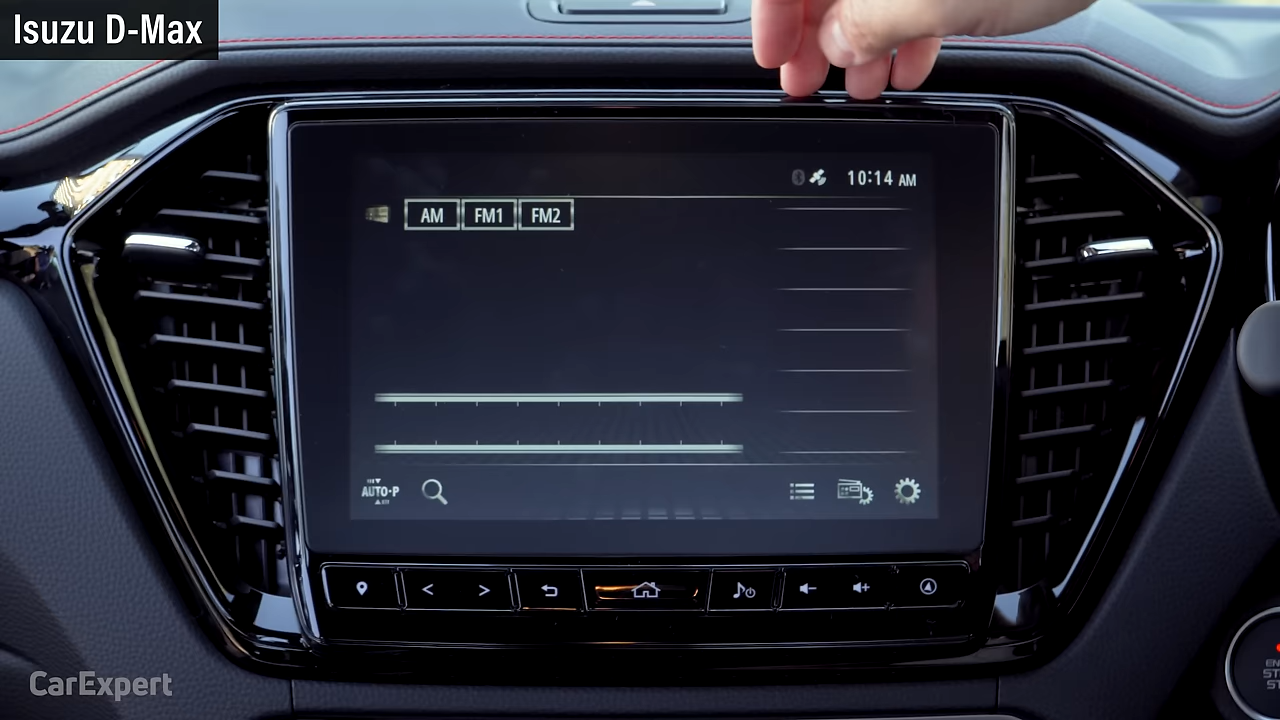 Isuzu D-Max
10:14 AM
AM FM1 FM2
AUTO·P
CarExpert